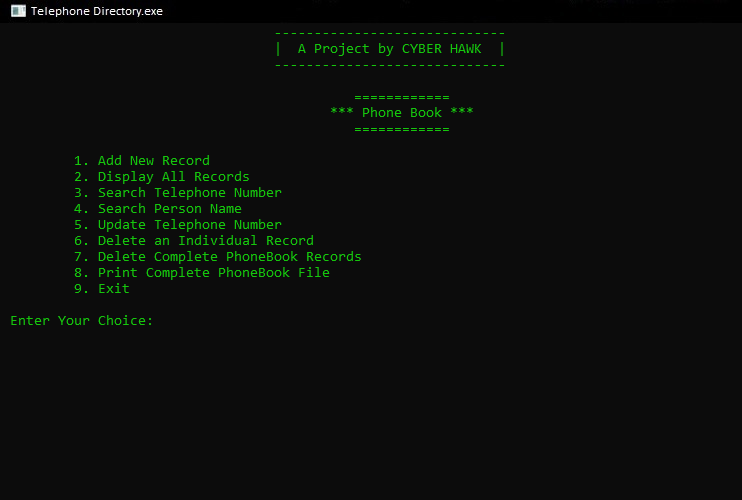 Telephone Directory.exe
-----------------------------
| A Project by CYBER HAWK |
-----------------------------
============
*** Phone Book ***
============
1. Add New Record
2. Display All Records
3. Search Telephone Number
4. Search Person Name
5. Update Telephone Number
6. Delete an Individual Record
7. Delete Complete PhoneBook Records
8. Print Complete PhoneBook File
9. Exit
Enter Your Choice: